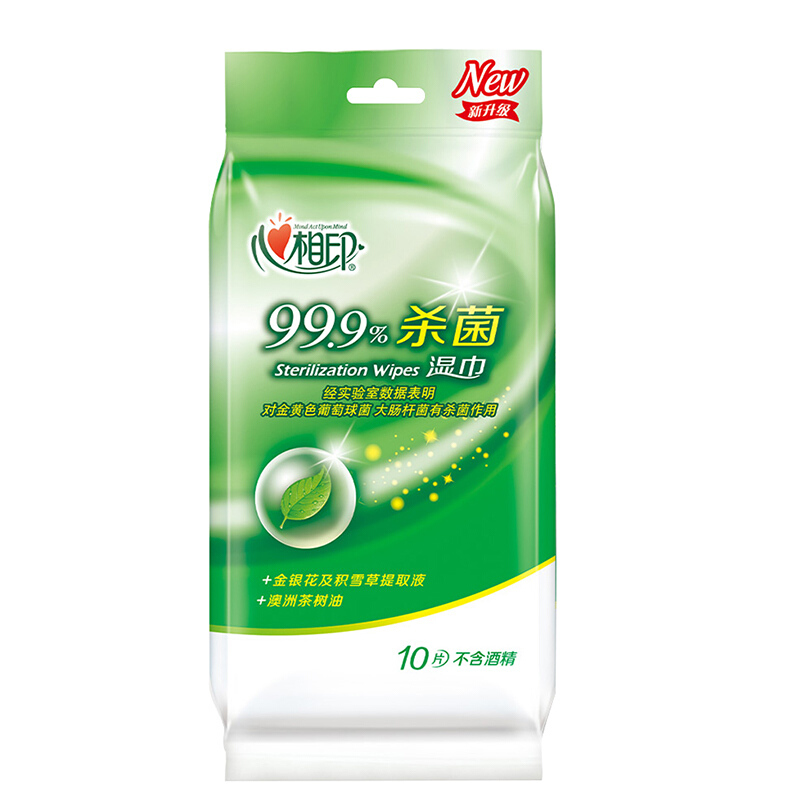 New
新升级
Mind Act Upon Mind
心相印®
99.9%杀菌
Sterilization Wipes 湿巾
经实验室数据表明
对金黄色葡萄球菌 大肠杆菌有杀菌作用
+金银花及积雪草提取液
+澳洲茶树油
10片 不含酒精